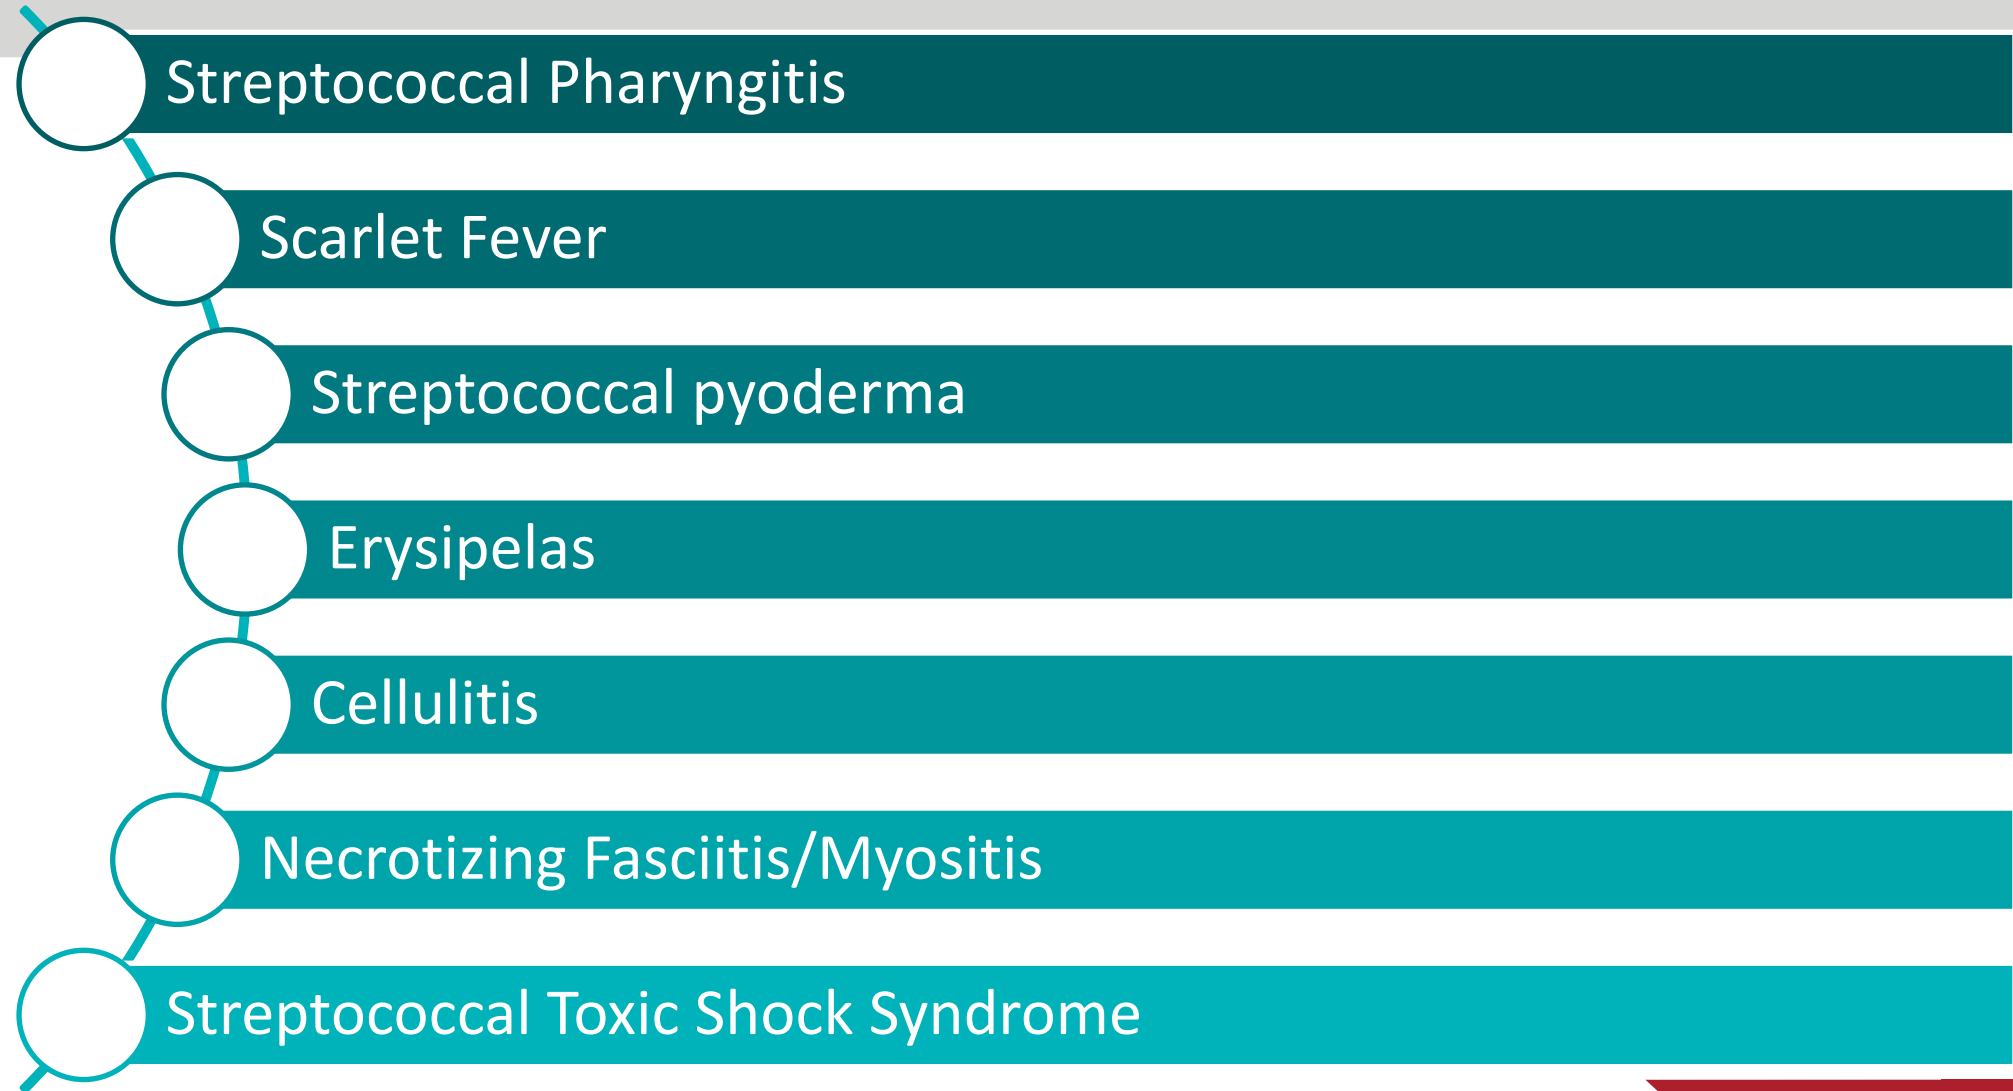 Streptococcal Pharyngitis
Scarlet Fever
Streptococcal pyoderma
Erysipelas
Cellulitis
Necrotizing Fasciitis/Myositis
Streptococcal Toxic Shock Syndrome